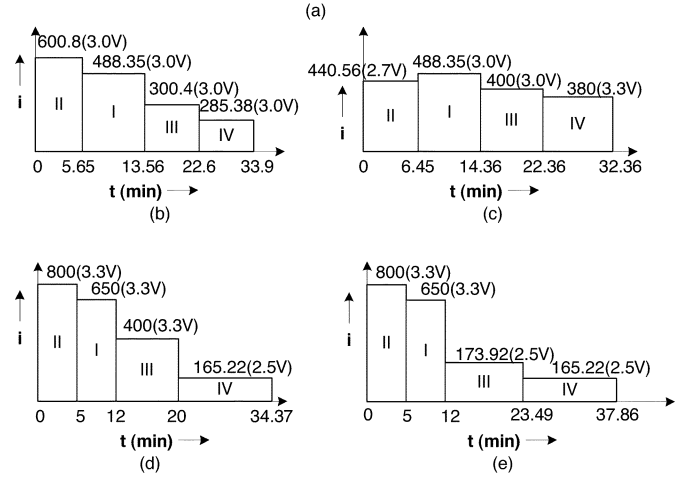 (a)
600.8(3.0V)
488.35(3.0V)
300.4(3.0V)
285.38(3.0V)
i
II
I
III
IV
0 5.65 13.56 22.6 33.9
t (min)
(b)
440.56(2.7V)
488.35(3.0V)
400(3.0V)
380(3.3V)
i
II
I
III
IV
0 6.45 14.36 22.36 32.36
t (min)
(c)
800(3.3V)
650(3.3V)
400(3.3V)
165.22(2.5V)
i
II
I
III
IV
0 5 12 20 34.37
t (min)
(d)
800(3.3V)
650(3.3V)
173.92(2.5V)
165.22(2.5V)
i
II
I
III
IV
0 5 12 23.49 37.86
t (min)
(e)